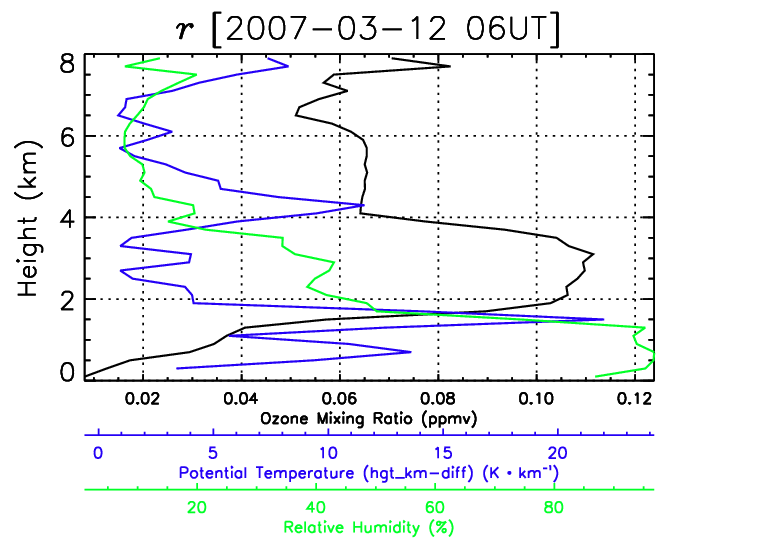 r [2007-03-12 06UT]
8
6
4
2
0
Height (km)
0.02 0.04 0.06 0.08 0.10 0.12
Ozone Mixing Ratio (ppmv)
0 5 10 15 20
Potential Temperature (hgt_km-diff) (K • km⁻¹)
20 40 60 80
Relative Humidity (%)